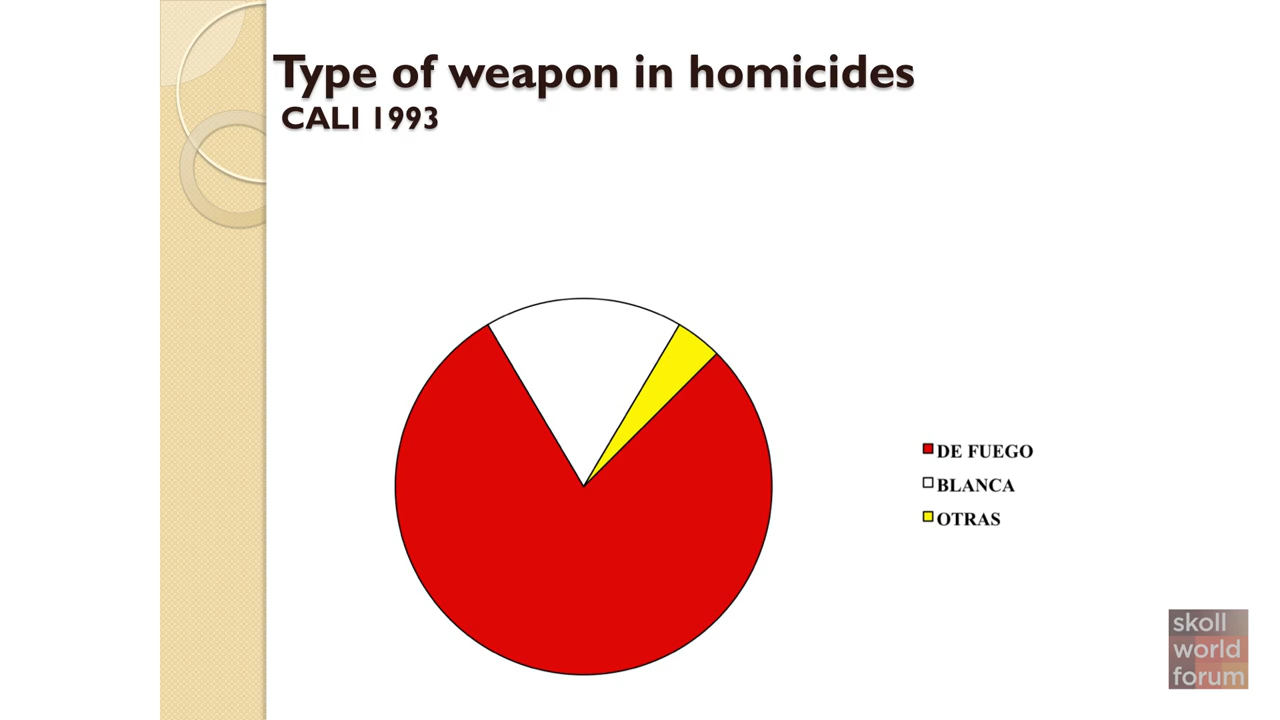 Type of weapon in homicides
CALI 1993
DE FUEGO
BLANCA
OTRAS
skoll
world
forum